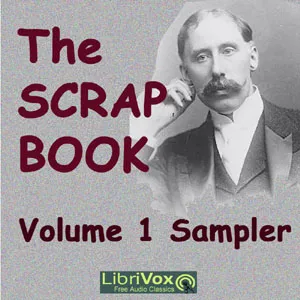 The
SCRAP
BOOK
Volume 1 Sampler
LibriVox
Free Audio Classics